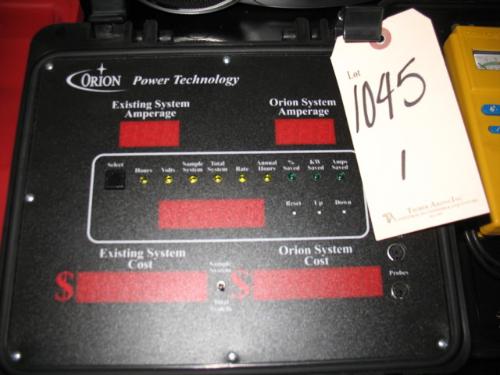 ORION Power Technology
Lot
1045
1
Existing System
Amperage
Orion System
Amperage
Select
Hours
Volts
Sample
System
Total
System
Rate
Annual
Hours
%
Saved
KW
Saved
Amps
Saved
Reset
Up
Down
Existing System
Cost
Sample
System
Orion System
Cost
Probes
$
$
Total
System